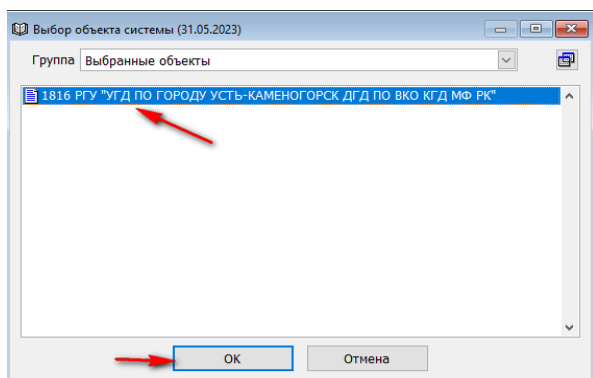 Выбор объекта системы (31.05.2023)
Группа Выбранные объекты
1816 РГУ "УГД ПО ГОРОДУ УСТЬ-КАМЕНОГОРСК ДГД ПО ВКО КГД МФ РК"
ОК Отмена